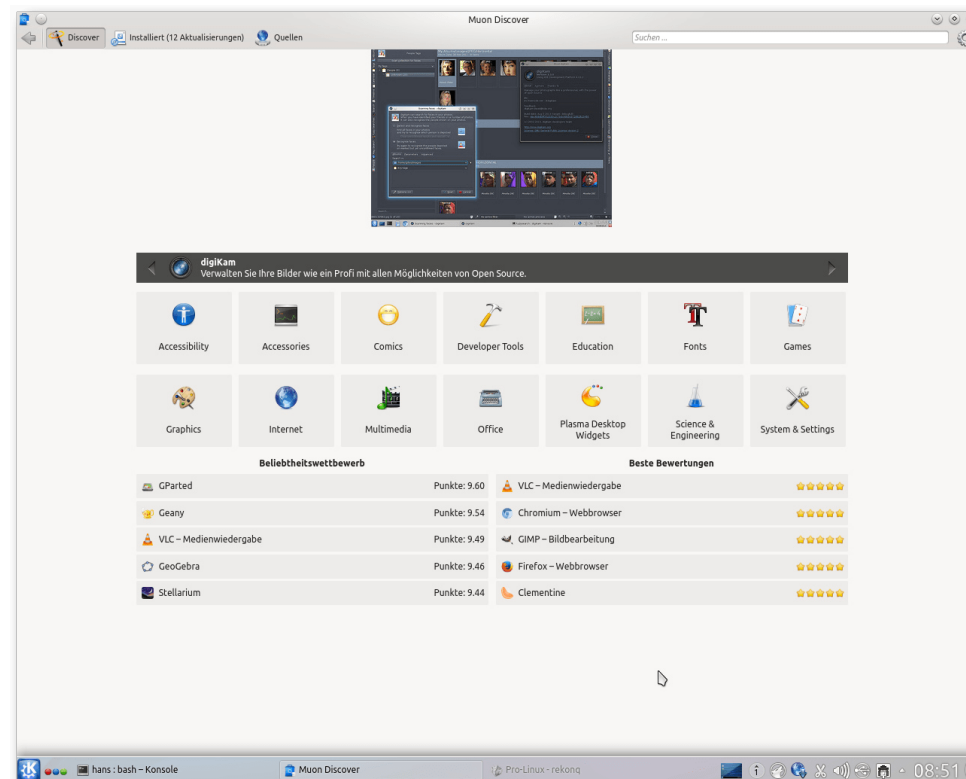 Muon Discover
Discover
Installiert (12 Aktualisierungen)
Quellen
Suchen ...
digiKam
Verwalten Sie Ihre Bilder wie ein Profi mit allen Möglichkeiten von Open Source.
Accessibility
Accessories
Comics
Developer Tools
Education
Fonts
Games
Graphics
Internet
Multimedia
Office
Plasma Desktop
Widgets
Science &
Engineering
System & Settings
Beliebtheitswettbewerb
GParted Punkte: 9.60
Geany Punkte: 9.54
VLC – Medienwiedergabe Punkte: 9.49
GeoGebra Punkte: 9.46
Stellarium Punkte: 9.44
Beste Bewertungen
VLC – Medienwiedergabe
Chromium – Webbrowser
GIMP – Bildbearbeitung
Firefox – Webbrowser
Clementine
hans : bash – Konsole
Muon Discover
Pro-Linux - rekonq
08:51